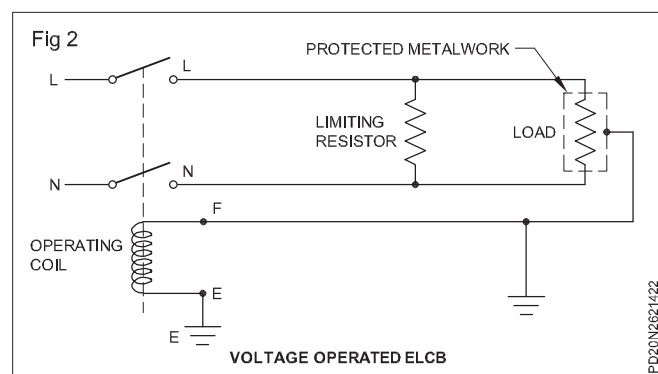 Fig 2
PROTECTED METALWORK
L
L
LIMITING
RESISTOR
LOAD
N
N
F
OPERATING
COIL
E
E
VOLTAGE OPERATED ELCB
PD20N2621422